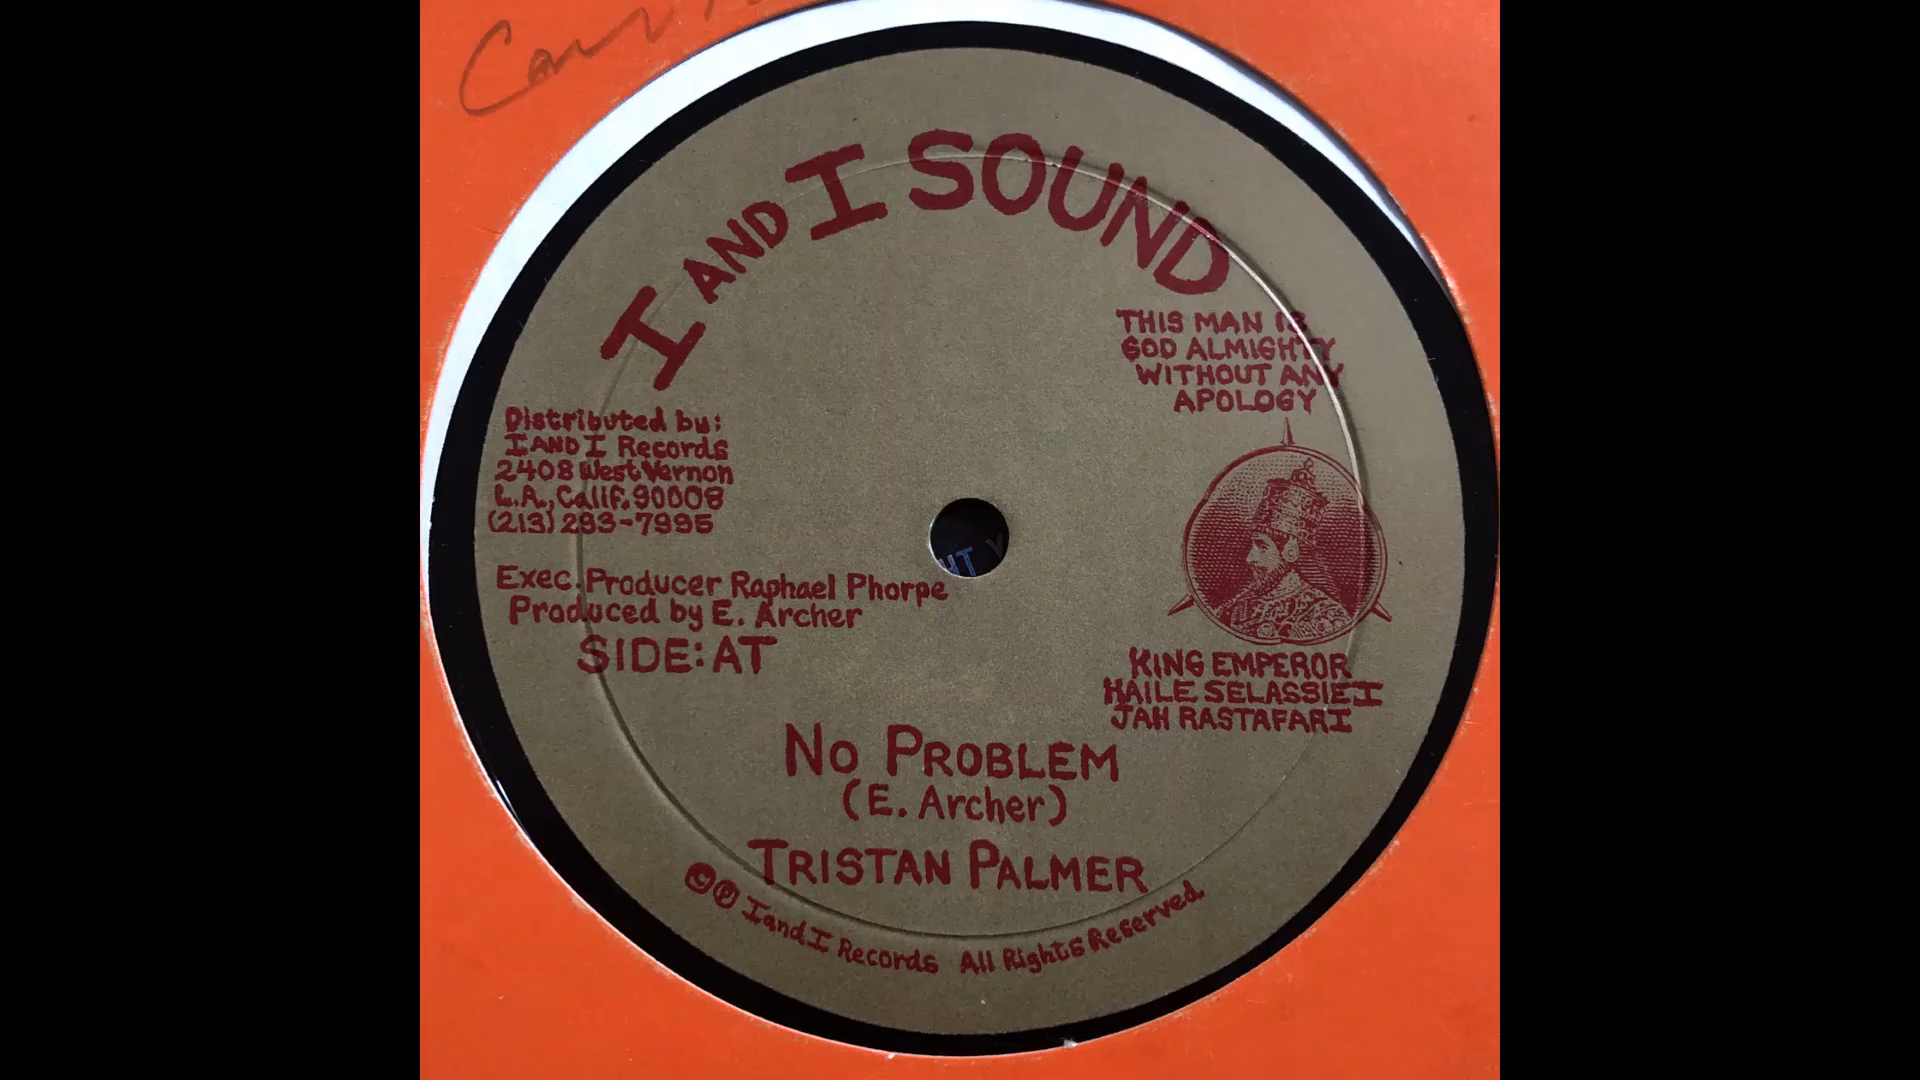 I AND I SOUND
THIS MAN IS
GOD ALMIGHTY
WITHOUT ANY
APOLOGY
Distributed by:
I AND I Records
2408 West Vernon
L.A., Calif. 90008
(213) 293-7995
Exec. Producer Raphael Phorpe
Produced by E. Archer
SIDE: AT
KING EMPEROR
HAILE SELASSIE I
JAH RASTAFARI
NO PROBLEM
(E. Archer)
TRISTAN PALMER
© ℗ I and I Records All Rights Reserved